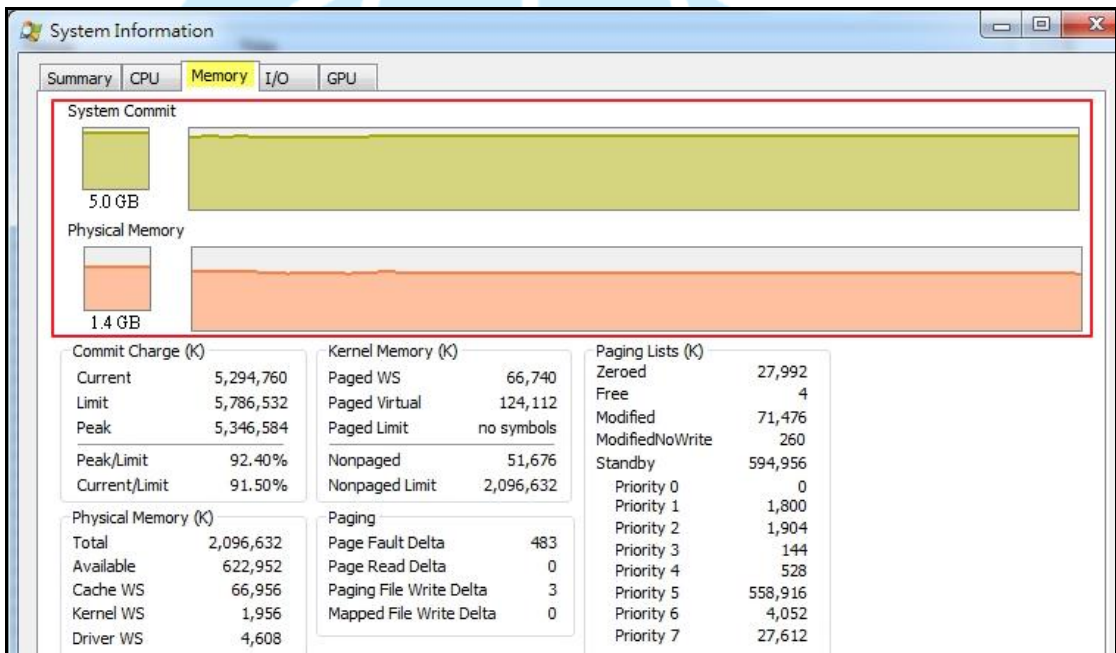 System Information
Summary CPU Memory I/O GPU
System Commit
5.0 GB
Physical Memory
1.4 GB
Commit Charge (K)
Current 5,294,760
Limit 5,786,532
Peak 5,346,584
Peak/Limit 92.40%
Current/Limit 91.50%
Physical Memory (K)
Total 2,096,632
Available 622,952
Cache WS 66,956
Kernel WS 1,956
Driver WS 4,608
Kernel Memory (K)
Paged WS 66,740
Paged Virtual 124,112
Paged Limit no symbols
Nonpaged 51,676
Nonpaged Limit 2,096,632
Paging
Page Fault Delta 483
Page Read Delta 0
Paging File Write Delta 3
Mapped File Write Delta 0
Paging Lists (K)
Zeroed 27,992
Free 4
Modified 71,476
ModifiedNoWrite 260
Standby 594,956
Priority 0 0
Priority 1 1,800
Priority 2 1,904
Priority 3 144
Priority 4 528
Priority 5 558,916
Priority 6 4,052
Priority 7 27,612